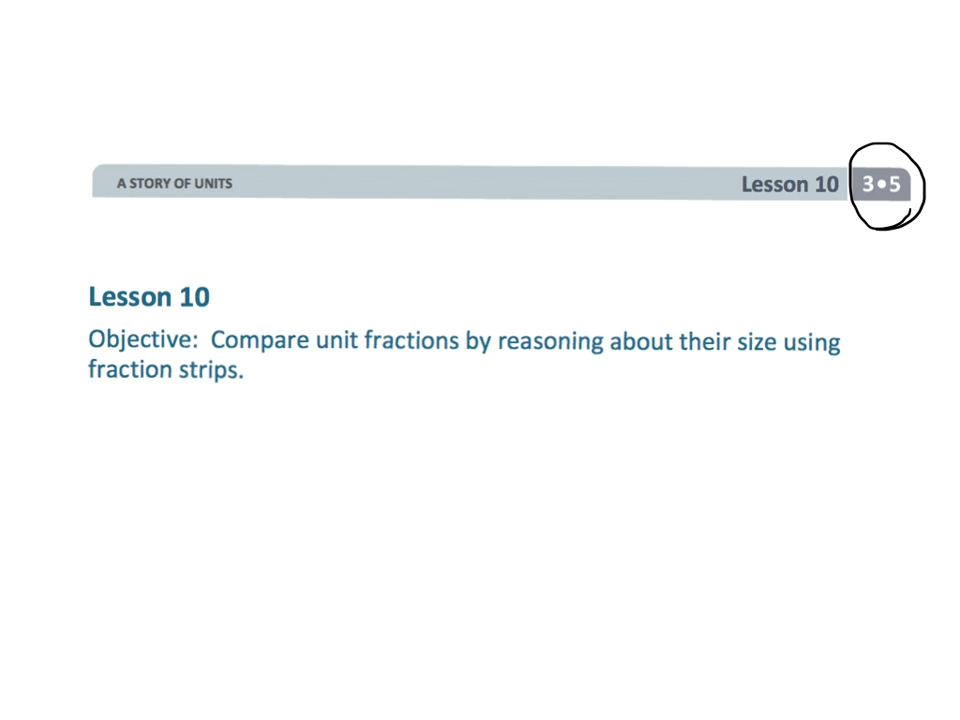 A STORY OF UNITS
Lesson 10
3•5
Lesson 10
Objective:  Compare unit fractions by reasoning about their size using
fraction strips.